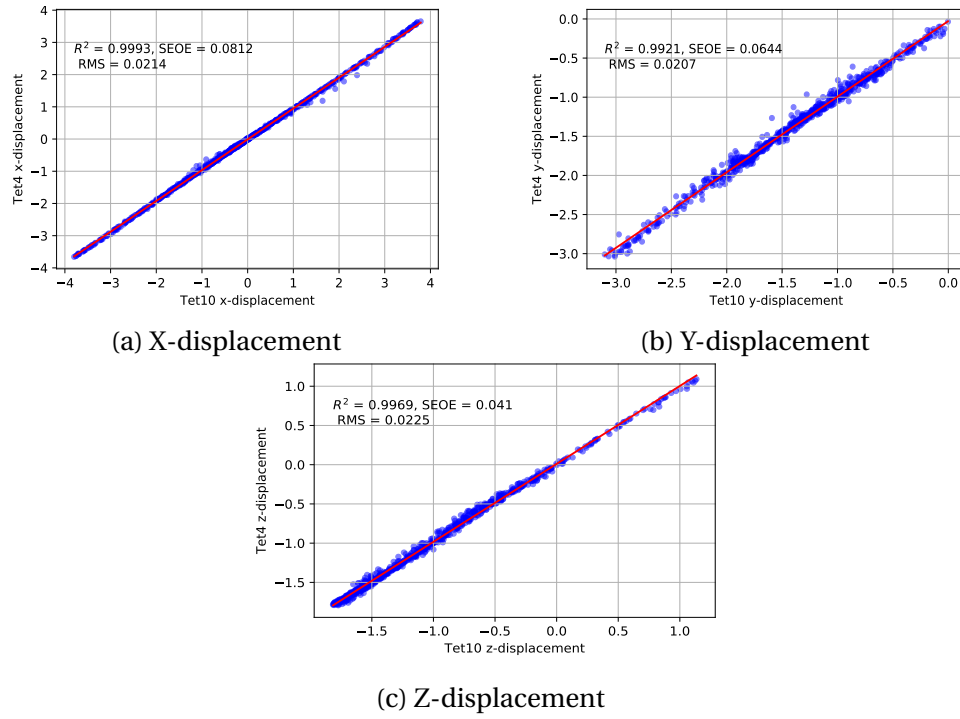 4
3
2
1
0
−1
−2
−3
−4
Tet4 x-displacement
R² = 0.9993, SEOE = 0.0812
RMS = 0.0214
−4 −3 −2 −1 0 1 2 3 4
Tet10 x-displacement
(a) X-displacement
0.0
−0.5
−1.0
−1.5
−2.0
−2.5
−3.0
Tet4 y-displacement
R² = 0.9921, SEOE = 0.0644
RMS = 0.0207
−3.0 −2.5 −2.0 −1.5 −1.0 −0.5 0.0
Tet10 y-displacement
(b) Y-displacement
1.0
0.5
0.0
−0.5
−1.0
−1.5
Tet4 z-displacement
R² = 0.9969, SEOE = 0.041
RMS = 0.0225
−1.5 −1.0 −0.5 0.0 0.5 1.0
Tet10 z-displacement
(c) Z-displacement